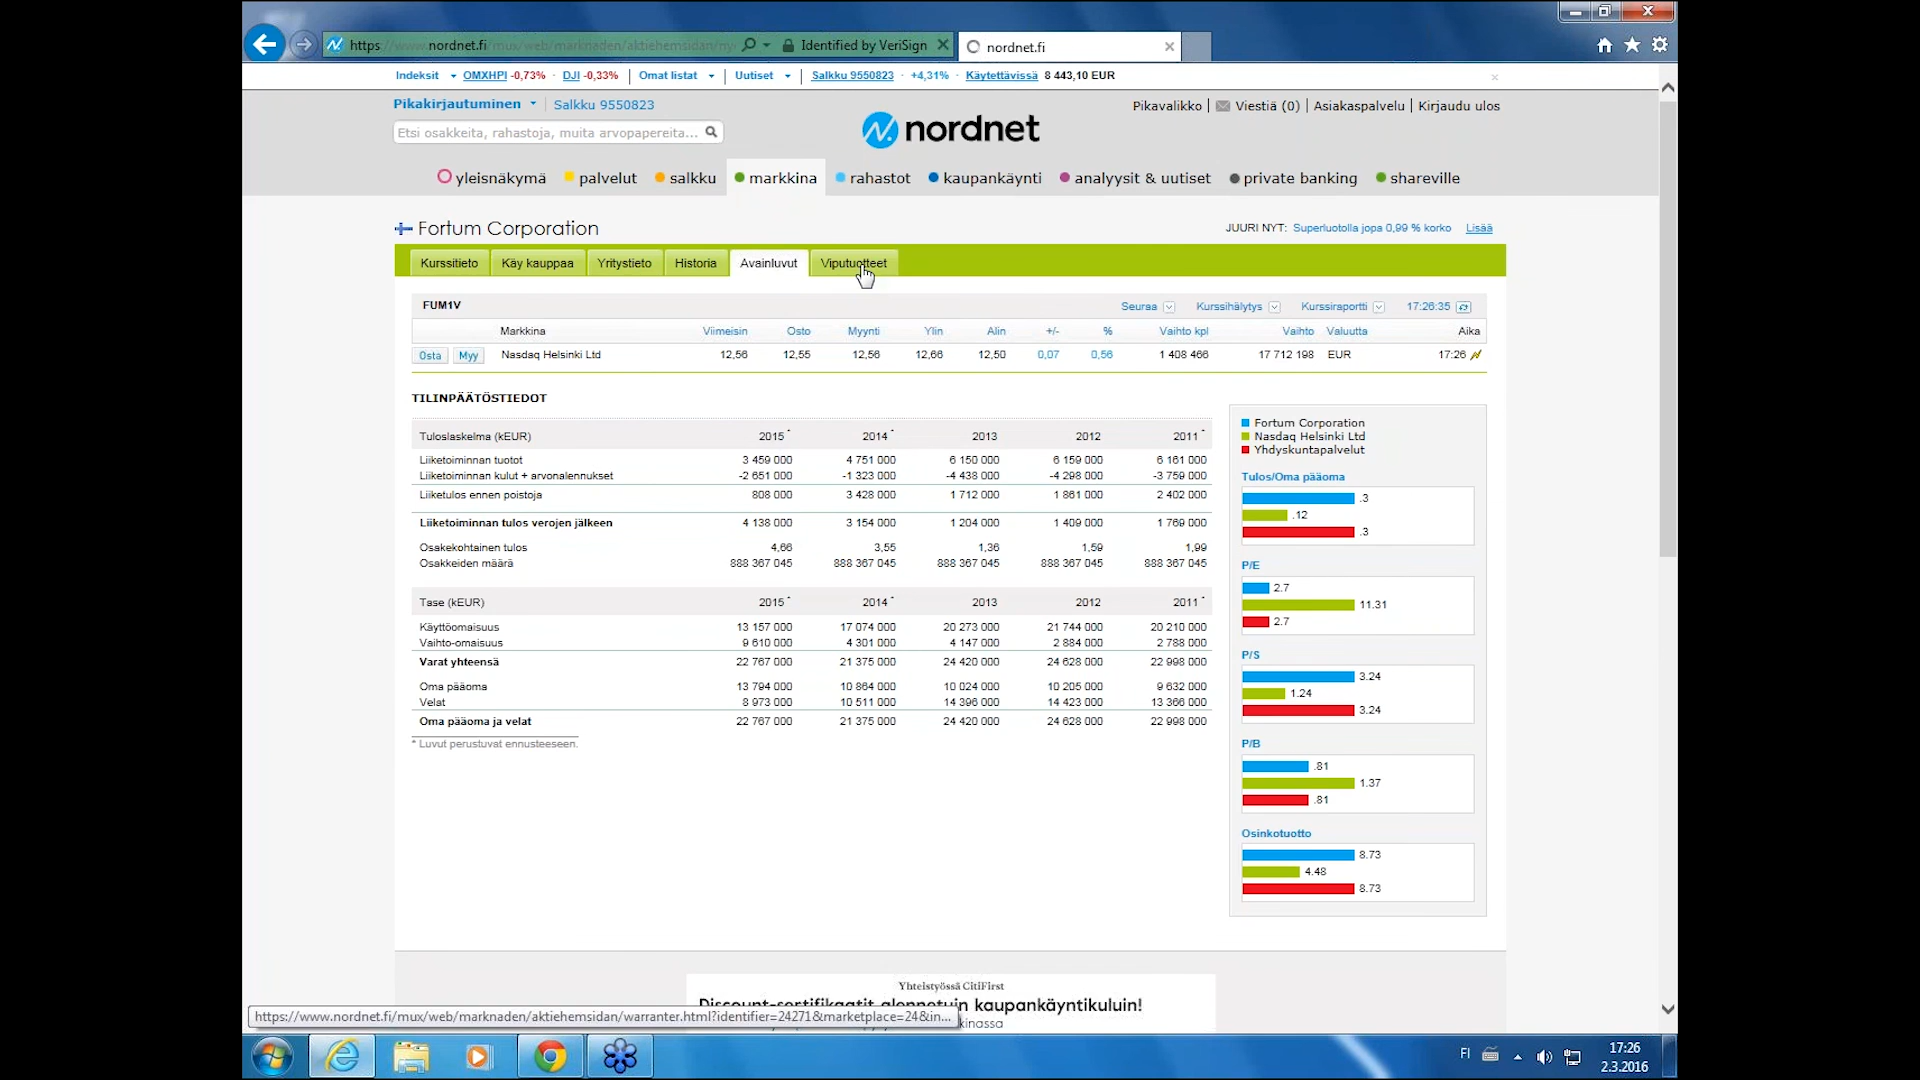 https://www.nordnet.fi/mux/web/marknaden/aktiehemsidan/ny Identified by VeriSign nordnet.fi
Indeksit OMXHPI -0,73% · DJI -0,33% Omat listat Uutiset Salkku 9550823 · +4,31% · Käytettävissä 8 443,10 EUR
Pikakirjautuminen Salkku 9550823
Pikavalikko Viestiä (0) Asiakaspalvelu Kirjaudu ulos
Etsi osakkeita, rahastoja, muita arvopapereita...
nordnet
yleisnäkymä palvelut salkku markkina rahastot kaupankäynti analyysit & uutiset private banking shareville
Fortum Corporation
JUURI NYT: Superluotolla jopa 0,99 % korko Lisää
Kurssitieto Käy kauppaa Yritystieto Historia Avainluvut Viputuotteet
FUM1V Seuraa Kurssihälytys Kurssiraportti 17:26:35
Markkina Viimeisin Osto Myynti Ylin Alin +/- % Vaihto kpl Vaihto Valuutta Aika
Osta Myy Nasdaq Helsinki Ltd 12,56 12,55 12,56 12,66 12,50 0,07 0,56 1 408 466 17 712 198 EUR 17:26
TILINPÄÄTÖSTIEDOT
Tuloslaskelma (kEUR) 2015 * 2014 * 2013 2012 2011 *
Liiketoiminnan tuotot 3 459 000 4 751 000 6 150 000 6 159 000 6 161 000
Liiketoiminnan kulut + arvonalennukset -2 651 000 -1 323 000 -4 438 000 -4 298 000 -3 759 000
Liiketulos ennen poistoja 808 000 3 428 000 1 712 000 1 861 000 2 402 000
Liiketoiminnan tulos verojen jälkeen 4 138 000 3 154 000 1 204 000 1 409 000 1 769 000
Osakekohtainen tulos 4,66 3,55 1,36 1,59 1,99
Osakkeiden määrä 888 367 045 888 367 045 888 367 045 888 367 045 888 367 045
Tase (kEUR) 2015 * 2014 * 2013 2012 2011 *
Käyttöomaisuus 13 157 000 17 074 000 20 273 000 21 744 000 20 210 000
Vaihto-omaisuus 9 610 000 4 301 000 4 147 000 2 884 000 2 788 000
Varat yhteensä 22 767 000 21 375 000 24 420 000 24 628 000 22 998 000
Oma pääoma 13 794 000 10 864 000 10 024 000 10 205 000 9 632 000
Velat 8 973 000 10 511 000 14 396 000 14 423 000 13 366 000
Oma pääoma ja velat 22 767 000 21 375 000 24 420 000 24 628 000 22 998 000
* Luvut perustuvat ennusteeseen.
Fortum Corporation
Nasdaq Helsinki Ltd
Yhdyskuntapalvelut
Tulos/Oma pääoma
.3
.12
.3
P/E
2.7
11.31
2.7
P/S
3.24
1.24
3.24
P/B
.81
1.37
.81
Osinkotuotto
8.73
4.48
8.73
Yhteistyössä CitiFirst
Discount-sertifikaatit alennetuin kaupankäyntikuluin!
https://www.nordnet.fi/mux/web/marknaden/aktiehemsidan/warranter.html?identifier=24271&marketplace=24&in...
FI 17:26
2.3.2016